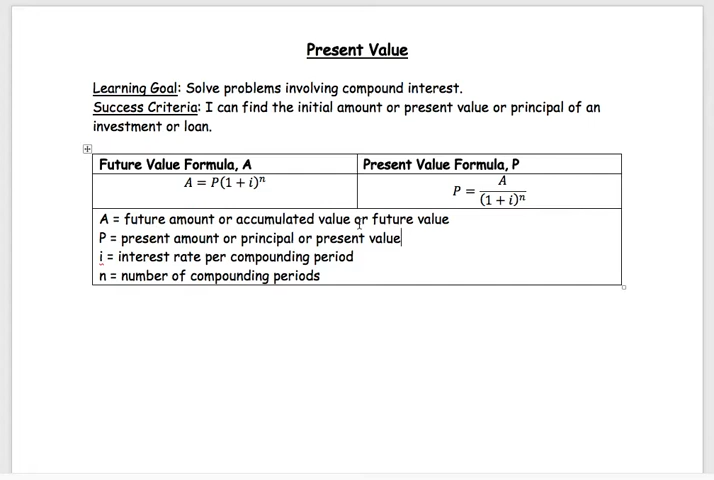 Present Value
Learning Goal: Solve problems involving compound interest.
Success Criteria: I can find the initial amount or present value or principal of an
investment or loan.
Future Value Formula, A
Present Value Formula, P
A = P(1 + i)ⁿ
P = A / (1 + i)ⁿ
A = future amount or accumulated value or future value
P = present amount or principal or present value
i = interest rate per compounding period
n = number of compounding periods